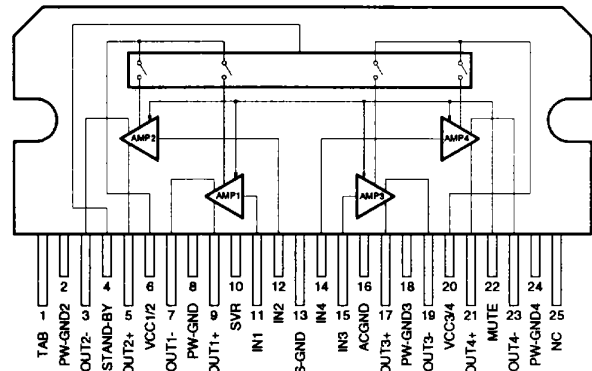 AMP2
AMP4
AMP1
AMP3
1 TAB
2 PW-GND2
3 OUT2-
4 STAND-BY
5 OUT2+
6 VCC1/2
7 OUT1-
8 PW-GND
9 OUT1+
10 SVR
11 IN1
12 IN2
13 S-GND
14 IN4
15 IN3
16 ACGND
17 OUT3+
18 PW-GND3
19 OUT3-
20 VCC3/4
21 OUT4+
22 MUTE
23 OUT4-
24 PW-GND4
25 NC